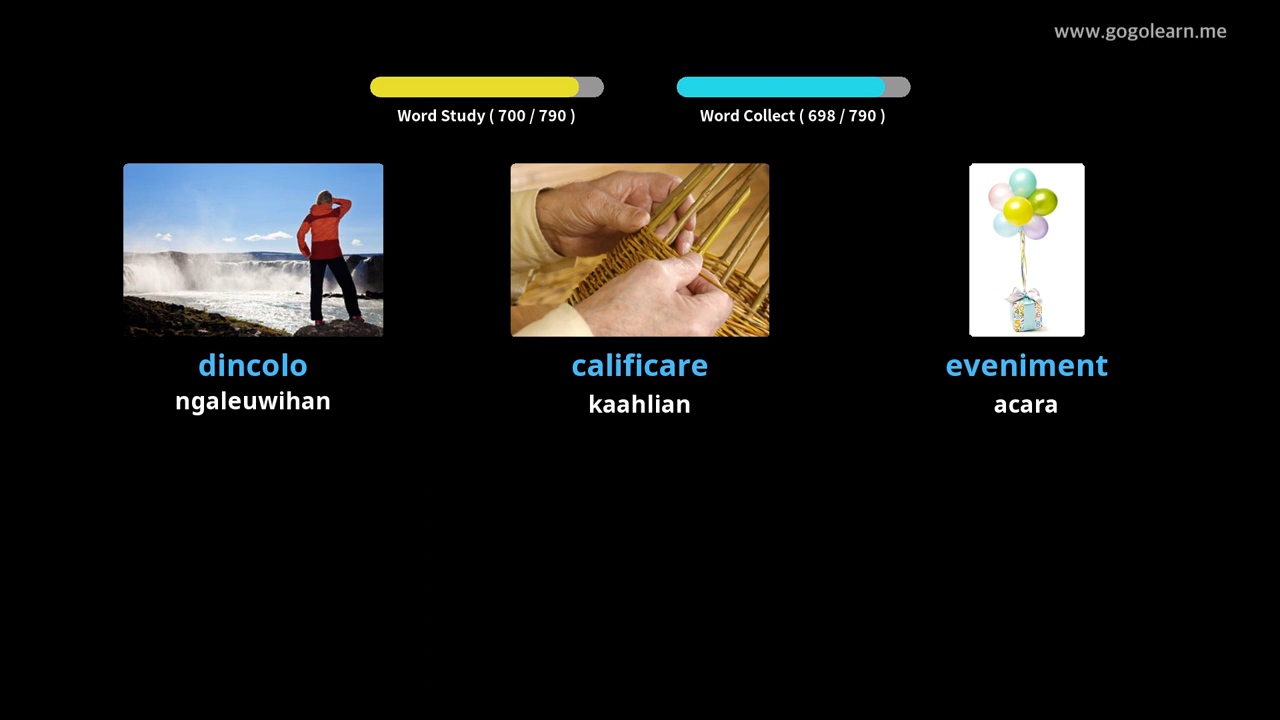 www.gogolearn.me
Word Study ( 700 / 790 )
Word Collect ( 698 / 790 )
dincolo
ngaleuwihan
calificare
kaahlian
eveniment
acara